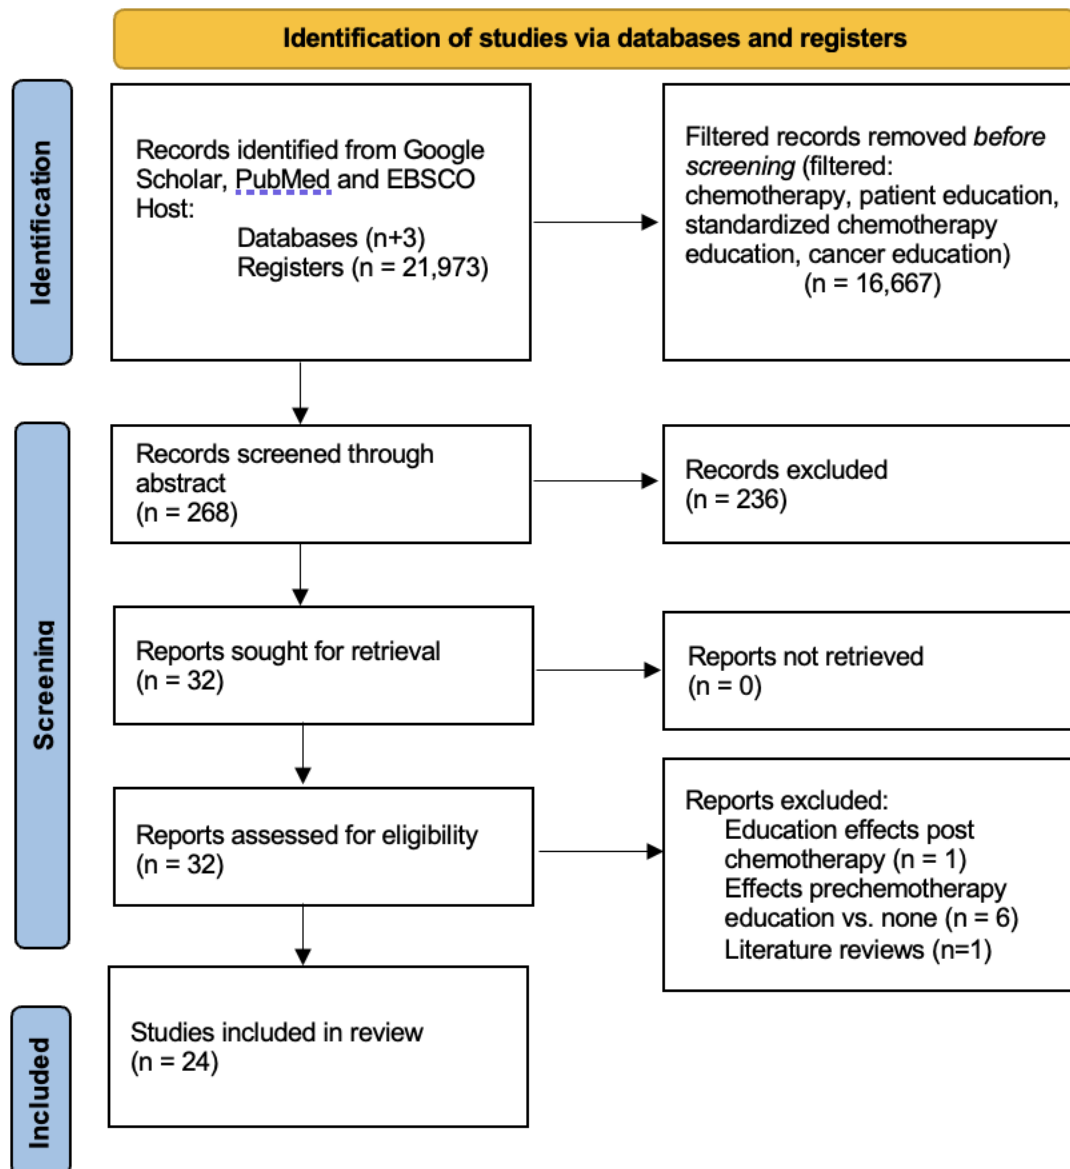 Identification of studies via databases and registers
Identification
Records identified from Google
Scholar, PubMed and EBSCO
Host:
Databases (n+3)
Registers (n = 21,973)
Filtered records removed before
screening (filtered:
chemotherapy, patient education,
standardized chemotherapy
education, cancer education)
(n = 16,667)
Screening
Records screened through
abstract
(n = 268)
Records excluded
(n = 236)
Reports sought for retrieval
(n = 32)
Reports not retrieved
(n = 0)
Reports assessed for eligibility
(n = 32)
Reports excluded:
Education effects post
chemotherapy (n = 1)
Effects prechemotherapy
education vs. none (n = 6)
Literature reviews (n=1)
Included
Studies included in review
(n = 24)